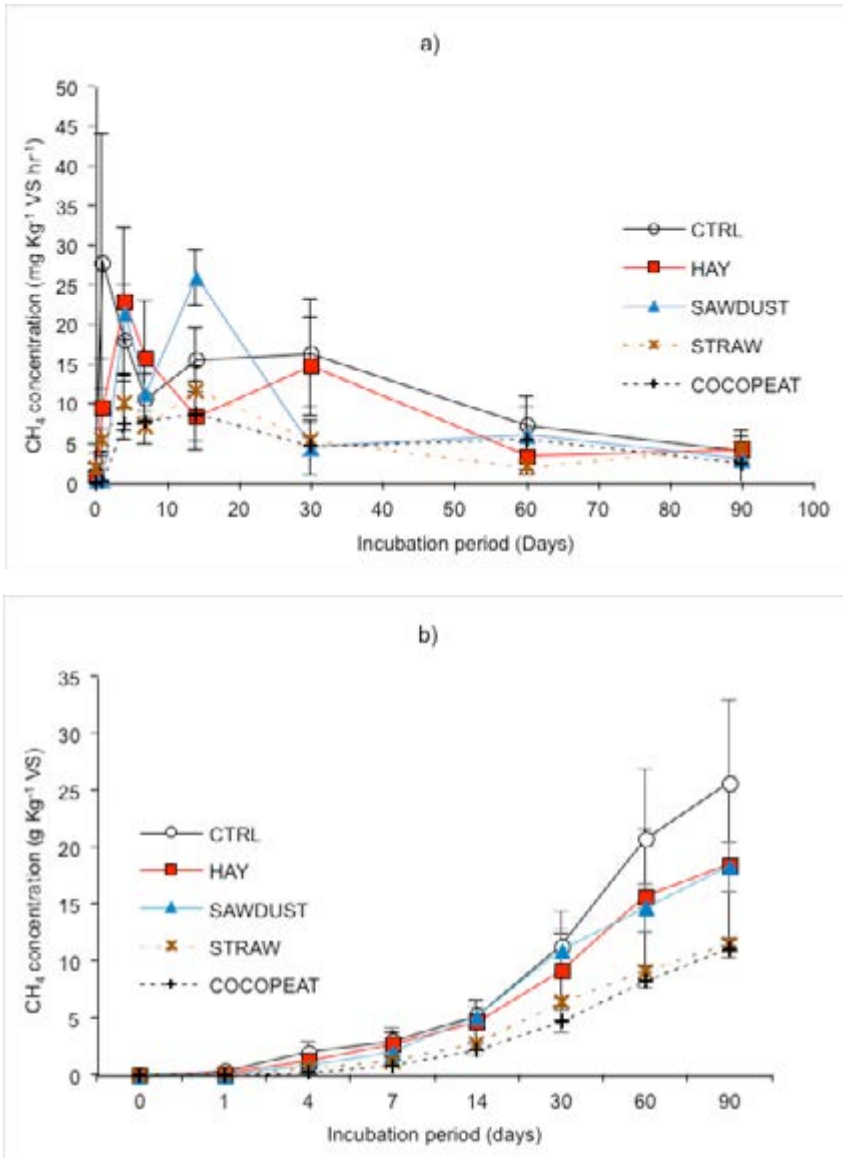 a)
CH₄ concentration (mg Kg⁻¹ VS hr⁻¹)
50
45
40
35
30
25
20
15
10
5
0
0 10 20 30 40 50 60 70 80 90 100
Incubation period (Days)
CTRL
HAY
SAWDUST
STRAW
COCOPEAT
b)
CH₄ concentration (g Kg⁻¹ VS)
35
30
25
20
15
10
5
0
0 1 4 7 14 30 60 90
Incubation period (days)
CTRL
HAY
SAWDUST
STRAW
COCOPEAT